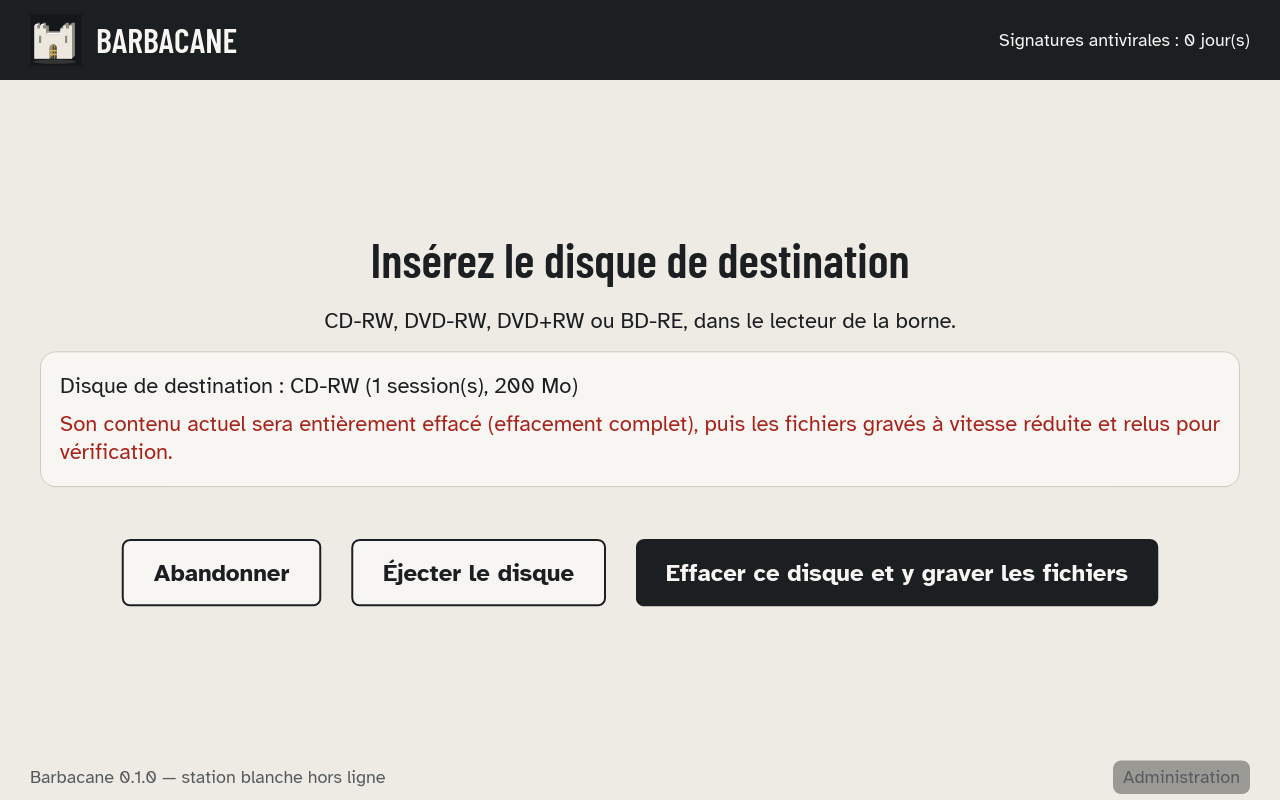 BARBACANE
Signatures antivirales : 0 jour(s)
Insérez le disque de destination
CD-RW, DVD-RW, DVD+RW ou BD-RE, dans le lecteur de la borne.
Disque de destination : CD-RW (1 session(s), 200 Mo)
Son contenu actuel sera entièrement effacé (effacement complet), puis les fichiers gravés à vitesse réduite et relus pour
vérification.
Abandonner
Éjecter le disque
Effacer ce disque et y graver les fichiers
Barbacane 0.1.0 — station blanche hors ligne
Administration